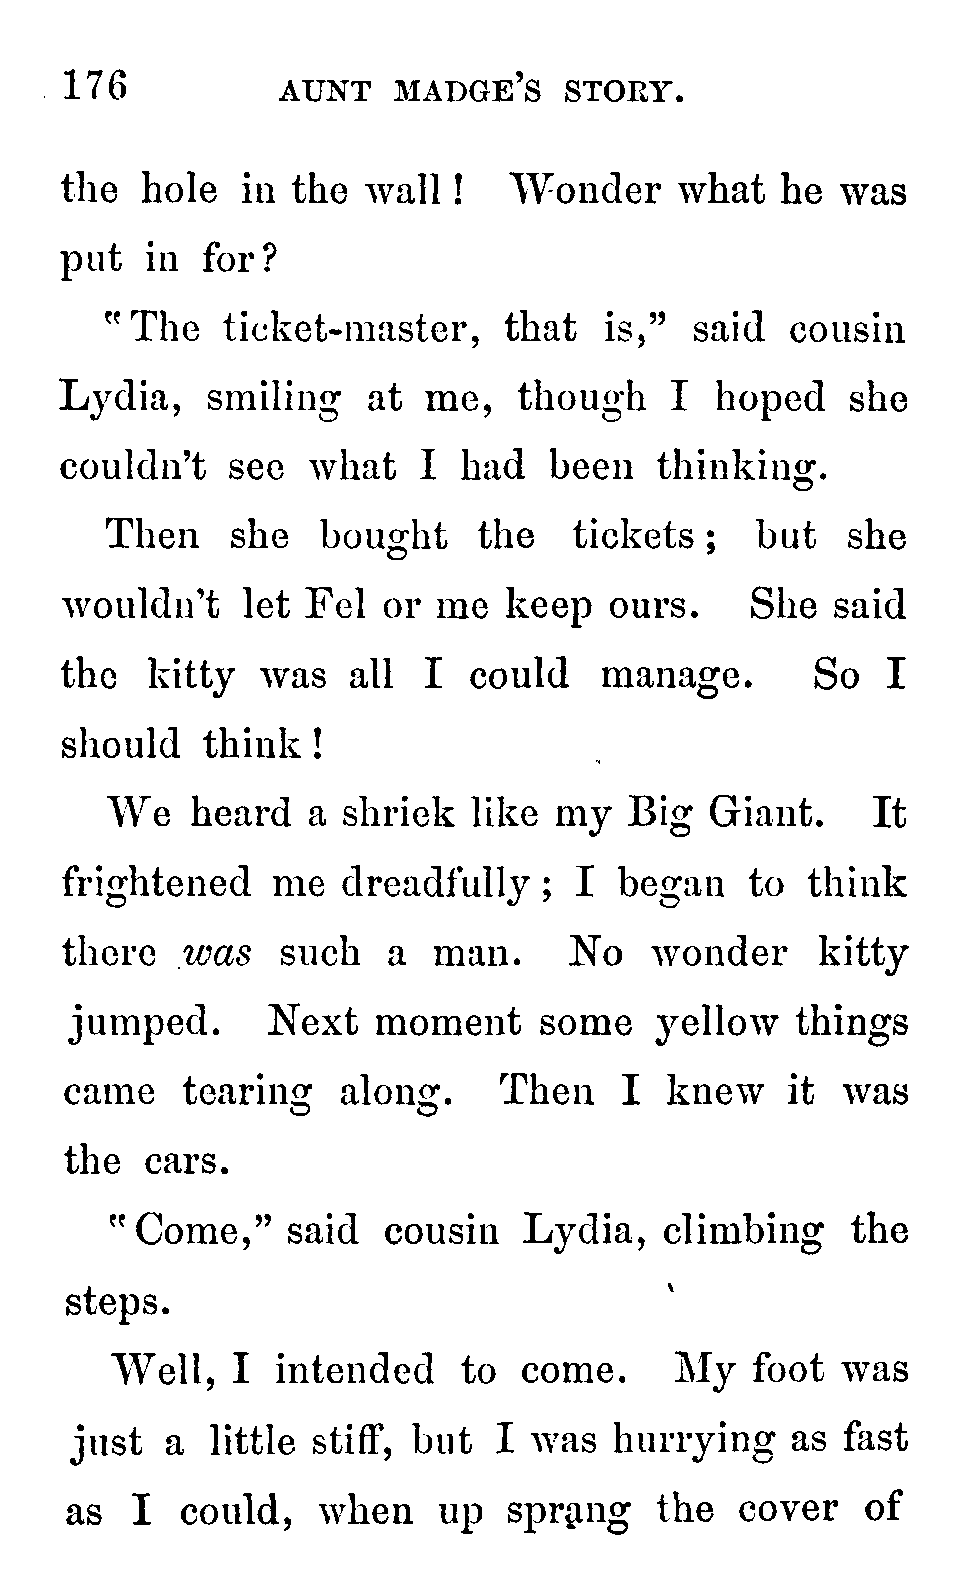 176 AUNT MADGE'S STORY.
the hole in the wall! Wonder what he was
put in for?
"The ticket-master, that is," said cousin
Lydia, smiling at me, though I hoped she
couldn't see what I had been thinking.
Then she bought the tickets; but she
wouldn't let Fel or me keep ours. She said
the kitty was all I could manage. So I
should think!
We heard a shriek like my Big Giant. It
frightened me dreadfully; I began to think
there was such a man. No wonder kitty
jumped. Next moment some yellow things
came tearing along. Then I knew it was
the cars.
"Come," said cousin Lydia, climbing the
steps.
Well, I intended to come. My foot was
just a little stiff, but I was hurrying as fast
as I could, when up sprang the cover of